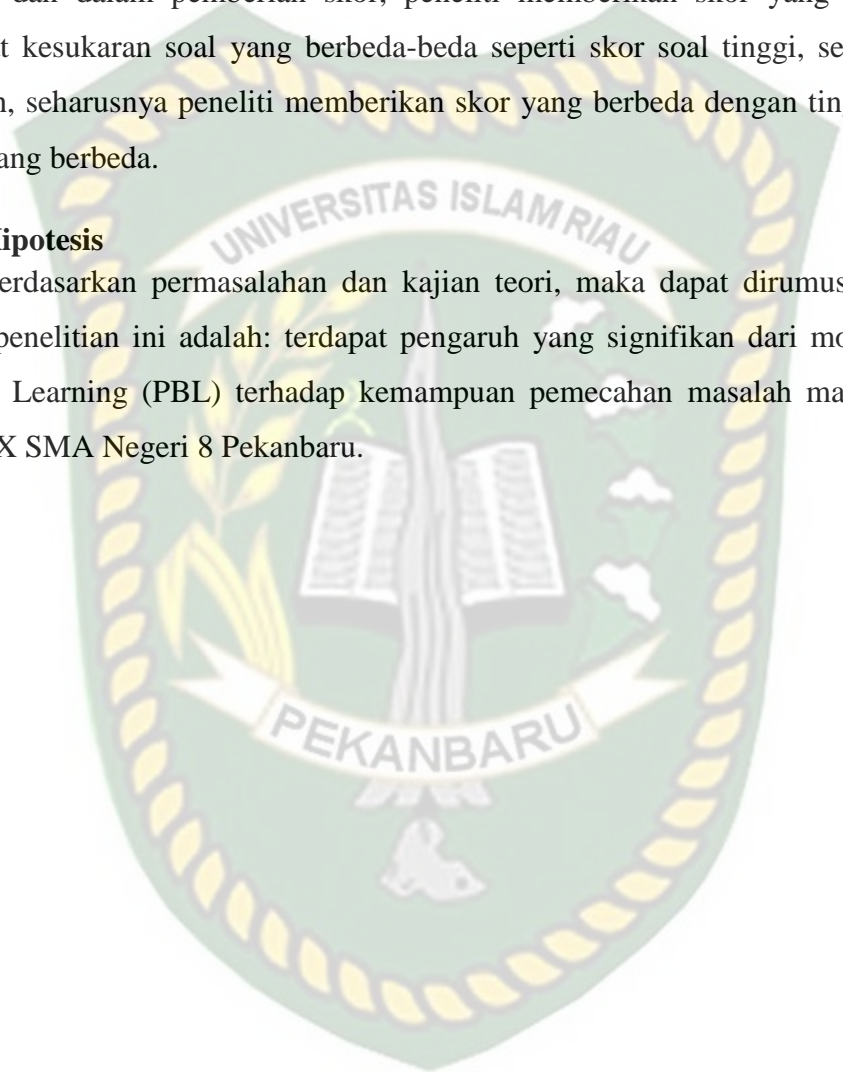 dan dalam pemberian skor, peneliti memberikan skor yang
t kesukaran soal yang berbeda-beda seperti skor soal tinggi, se
n, seharusnya peneliti memberikan skor yang berbeda dengan ting
ang berbeda.
UNIVERSITAS ISLAM RIAU
Hipotesis
erdasarkan permasalahan dan kajian teori, maka dapat dirumus
penelitian ini adalah: terdapat pengaruh yang signifikan dari mo
Learning (PBL) terhadap kemampuan pemecahan masalah ma
X SMA Negeri 8 Pekanbaru.
PEKANBARU